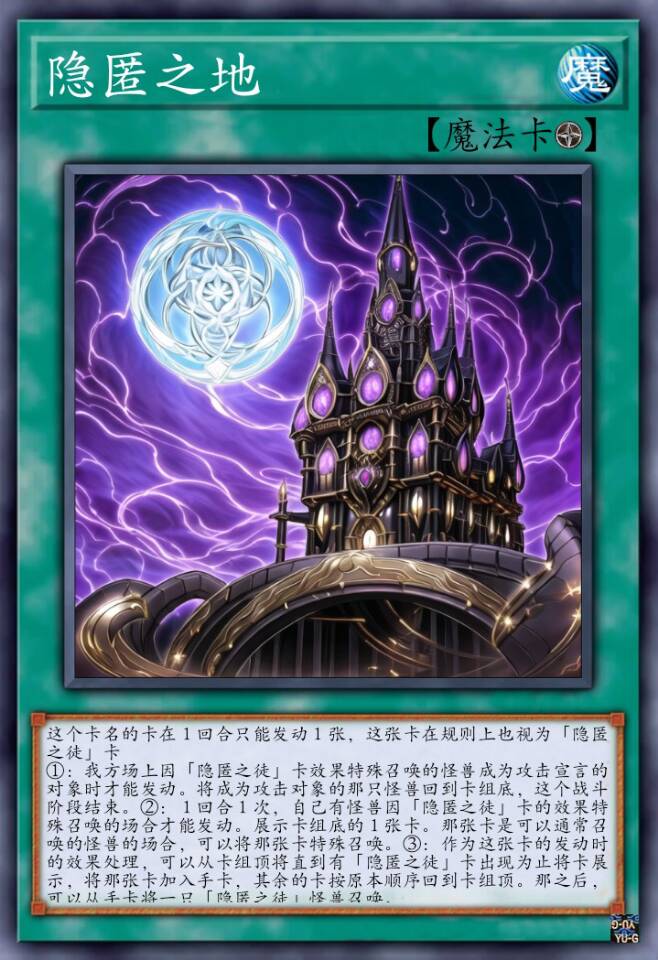 隐匿之地
魔
【魔法卡】
这个卡名的卡在1回合只能发动1张，这张卡在规则上也视为「隐匿
之徒」卡
①：我方场上因「隐匿之徒」卡效果特殊召唤的怪兽成为攻击宣言的
对象时才能发动。将成为攻击对象的那只怪兽回到卡组底，这个战斗
阶段结束。②：1回合1次，自己有怪兽因「隐匿之徒」卡的效果特
殊召唤的场合才能发动。展示卡组底的1张卡。那张卡是可以通常召
唤的怪兽的场合，可以将那张卡特殊召唤。③：作为这张卡的发动时
的效果处理，可以从卡组顶将直到有「隐匿之徒」卡出现为止将卡展
示，将那张卡加入手卡，其余的卡按原本顺序回到卡组顶。那之后，
可以从手卡将一只「隐匿之徒」怪兽召唤.
YU-G
YU-G